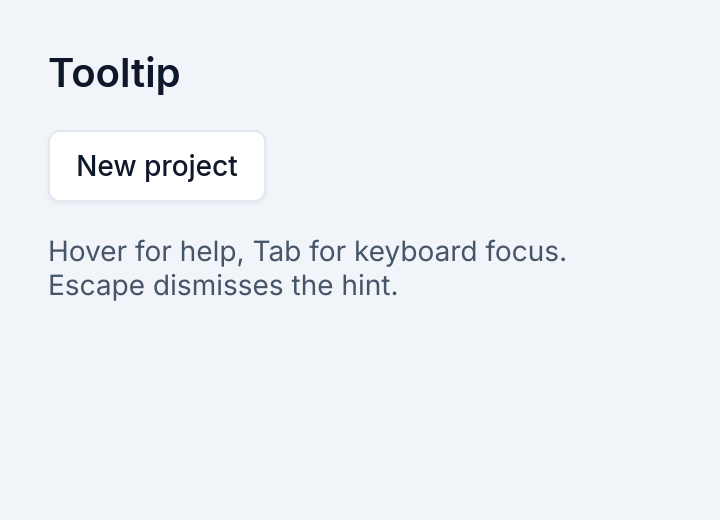 Tooltip
New project
Hover for help, Tab for keyboard focus.
Escape dismisses the hint.